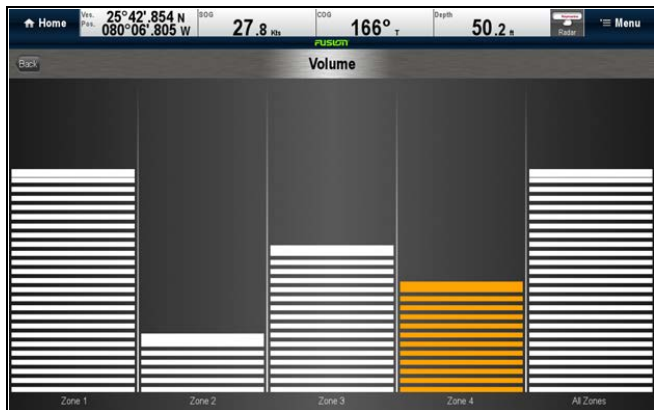 Home
Ves. Pos. 25°42'.854 N
080°06'.805 W
SOG
27.8 Kts
COG
166° T
Depth
50.2 ft
Radar
Menu
FUSION
Back
Volume
Zone 1
Zone 2
Zone 3
Zone 4
All Zones